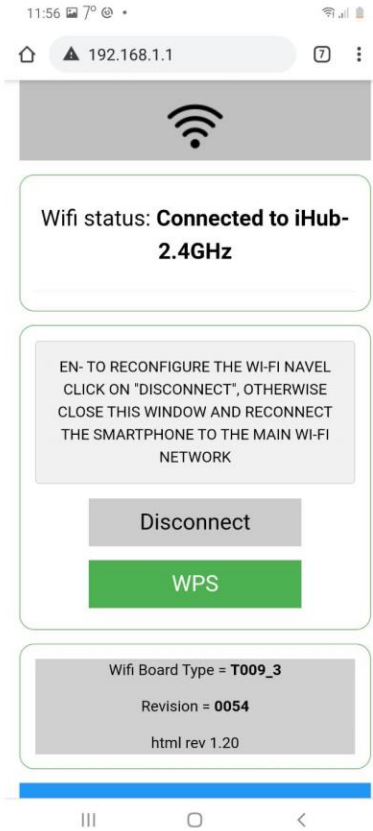 11:56 7°
192.168.1.1
7
Wifi status: Connected to iHub-
2.4GHz
EN- TO RECONFIGURE THE WI-FI NAVEL
CLICK ON "DISCONNECT", OTHERWISE
CLOSE THIS WINDOW AND RECONNECT
THE SMARTPHONE TO THE MAIN WI-FI
NETWORK
Disconnect
WPS
Wifi Board Type = T009_3
Revision = 0054
html rev 1.20